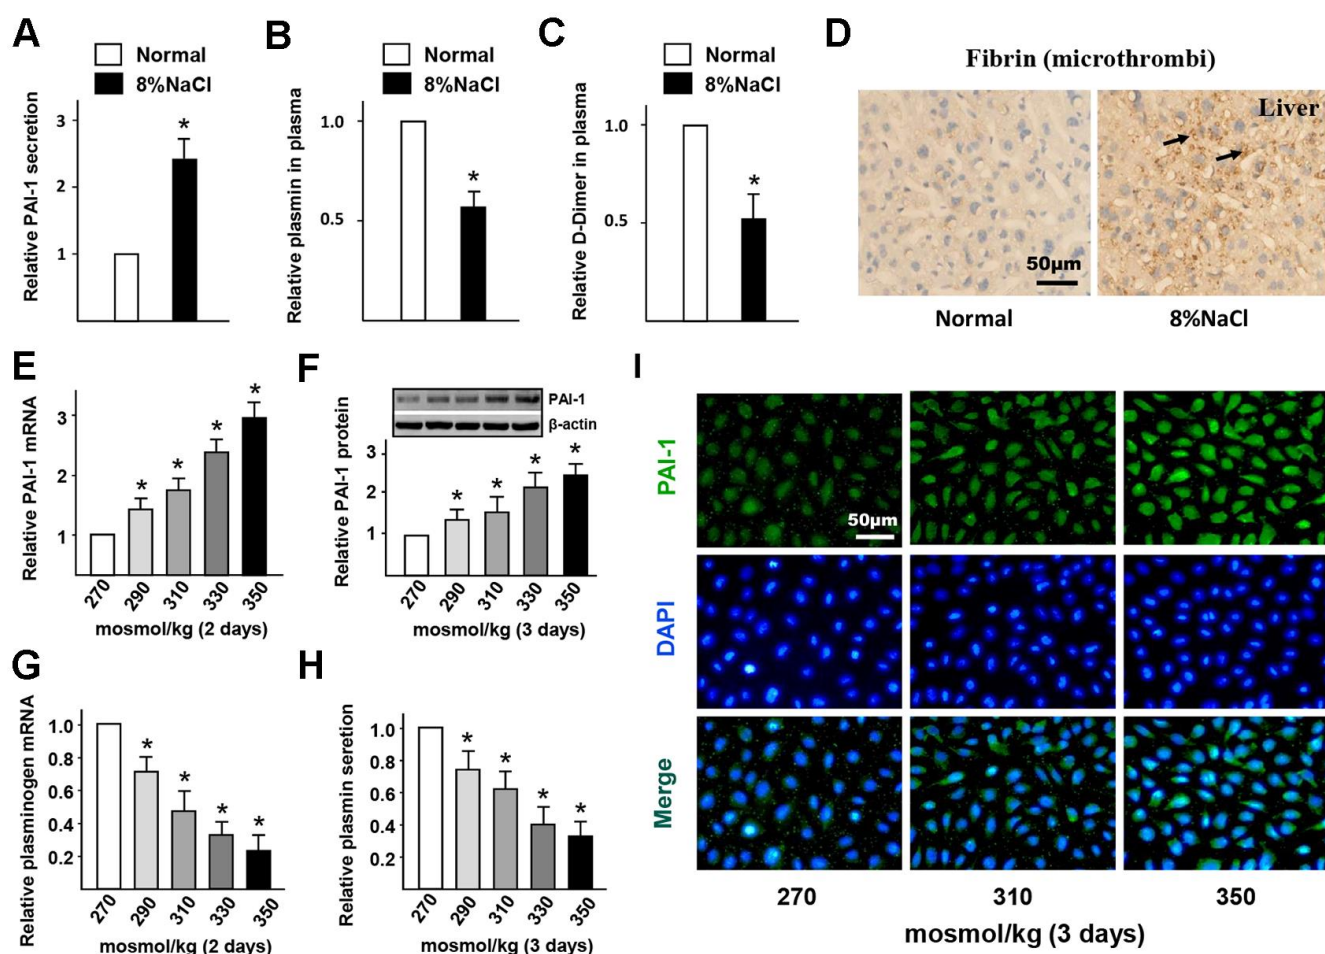 A
Normal
8%NaCl
Relative PAI-1 secretion
3
2
1
*
B
Normal
8%NaCl
Relative plasmin in plasma
1.0
0.5
*
C
Normal
8%NaCl
Relative D-Dimer in plasma
1.0
0.5
*
D
Fibrin (microthrombi)
Liver
50μm
Normal
8%NaCl
E
Relative PAI-1 mRNA
3
2
1
* * * *
270 290 310 330 350
mosmol/kg (2 days)
F
PAI-1
β-actin
Relative PAI-1 protein
3
2
1
* * * *
270 290 310 330 350
mosmol/kg (3 days)
G
Relative plasminogen mRNA
1.0
0.8
0.6
0.4
0.2
* * * *
270 290 310 330 350
mosmol/kg (2 days)
H
Relative plasmin seretion
1.0
0.8
0.6
0.4
0.2
* * * *
270 290 310 330 350
mosmol/kg (3 days)
I
PAI-1
50μm
DAPI
Merge
270 310 350
mosmol/kg (3 days)